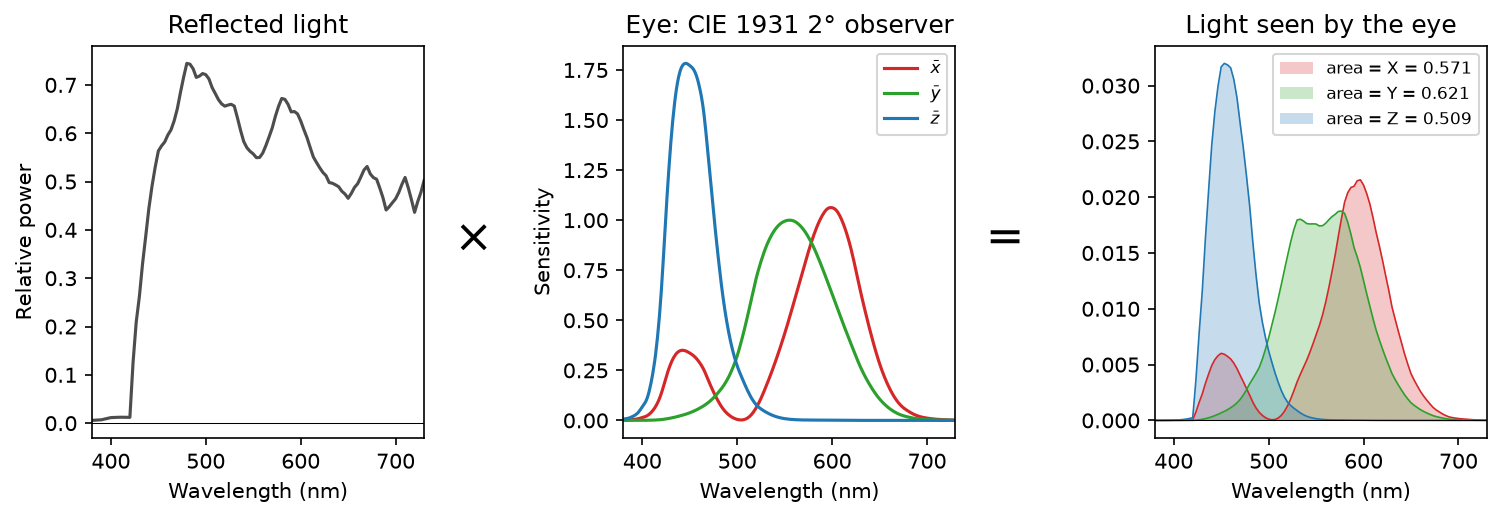 Reflected light
Relative power
0.7
0.6
0.5
0.4
0.3
0.2
0.1
0.0
400 500 600 700
Wavelength (nm)
×
Eye: CIE 1931 2° observer
Sensitivity
1.75
1.50
1.25
1.00
0.75
0.50
0.25
0.00
x̄
ȳ
z̄
400 500 600 700
Wavelength (nm)
=
Light seen by the eye
0.030
0.025
0.020
0.015
0.010
0.005
0.000
area = X = 0.571
area = Y = 0.621
area = Z = 0.509
400 500 600 700
Wavelength (nm)